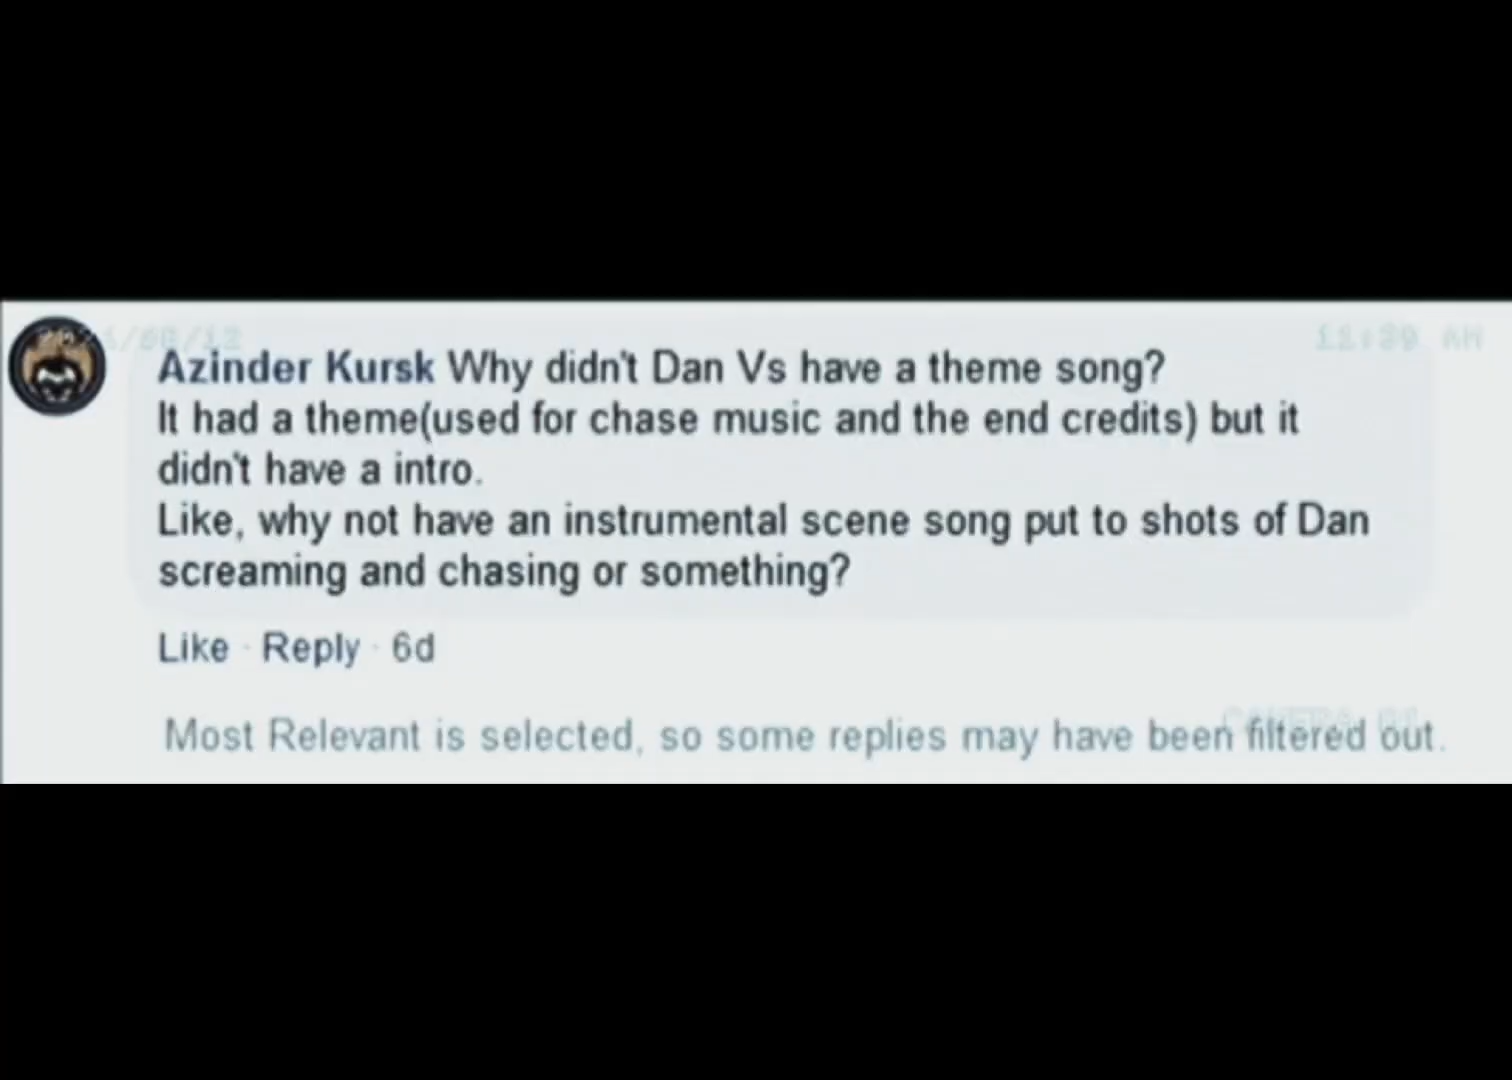 11:39 AM
Azinder Kursk Why didn't Dan Vs have a theme song?
It had a theme(used for chase music and the end credits) but it
didn't have a intro.
Like, why not have an instrumental scene song put to shots of Dan
screaming and chasing or something?
Like · Reply · 6d
Most Relevant is selected, so some replies may have been filtered out.